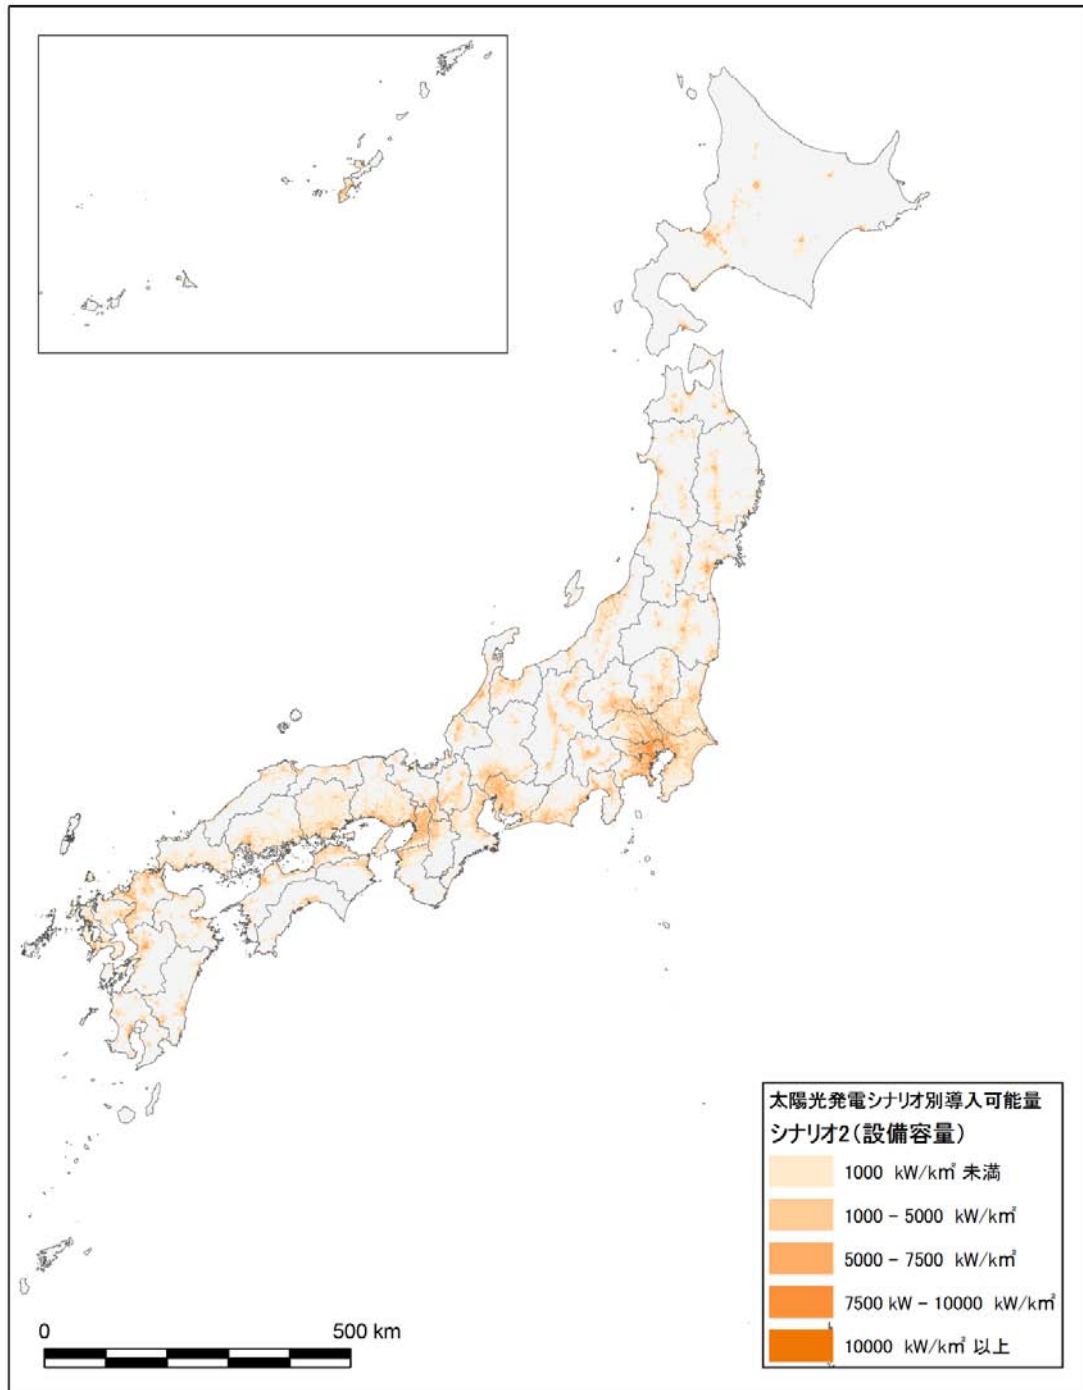 太陽光発電シナリオ別導入可能量
シナリオ2(設備容量)
1000 kW/k㎡ 未満
1000 - 5000 kW/k㎡
5000 - 7500 kW/k㎡
7500 kW - 10000 kW/k㎡
10000 kW/k㎡ 以上
0 500 km